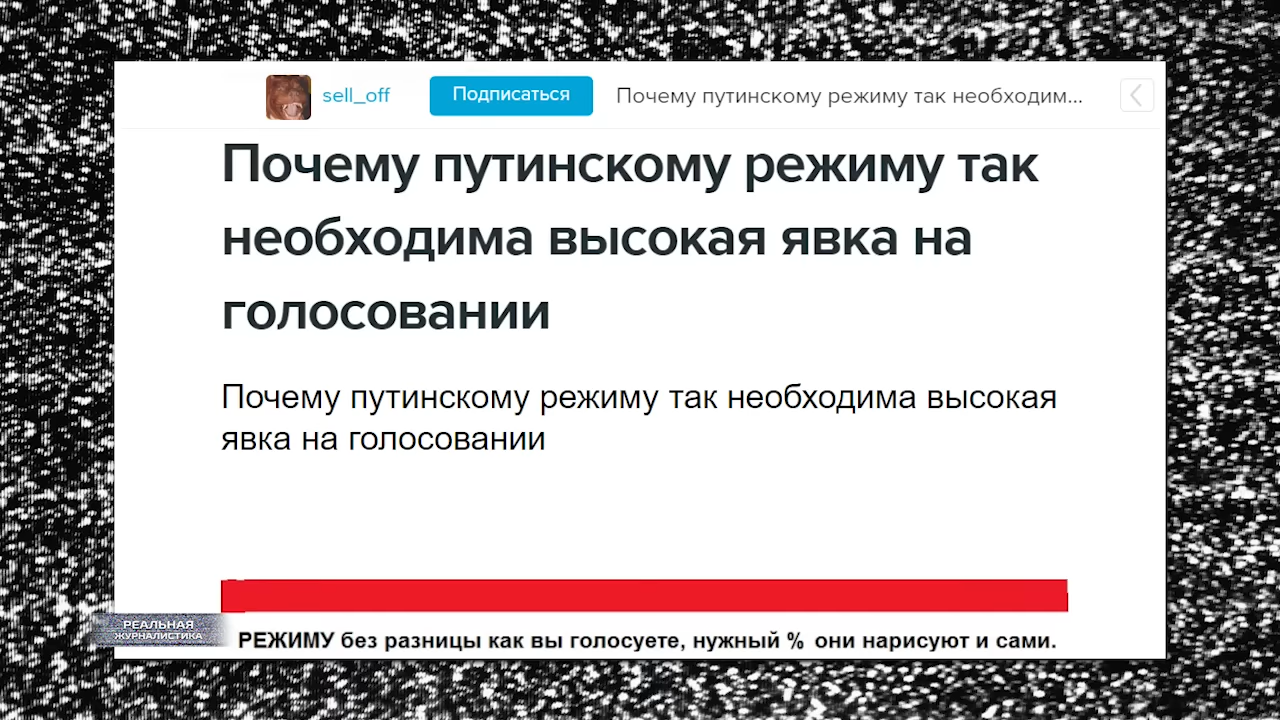 sell_off
Подписаться
Почему путинскому режиму так необходим...
Почему путинскому режиму так
необходима высокая явка на
голосовании
Почему путинскому режиму так необходима высокая
явка на голосовании
РЕАЛЬНАЯ
ЖУРНАЛИСТИКА
РЕЖИМУ без разницы как вы голосуете, нужный % они нарисуют и сами.